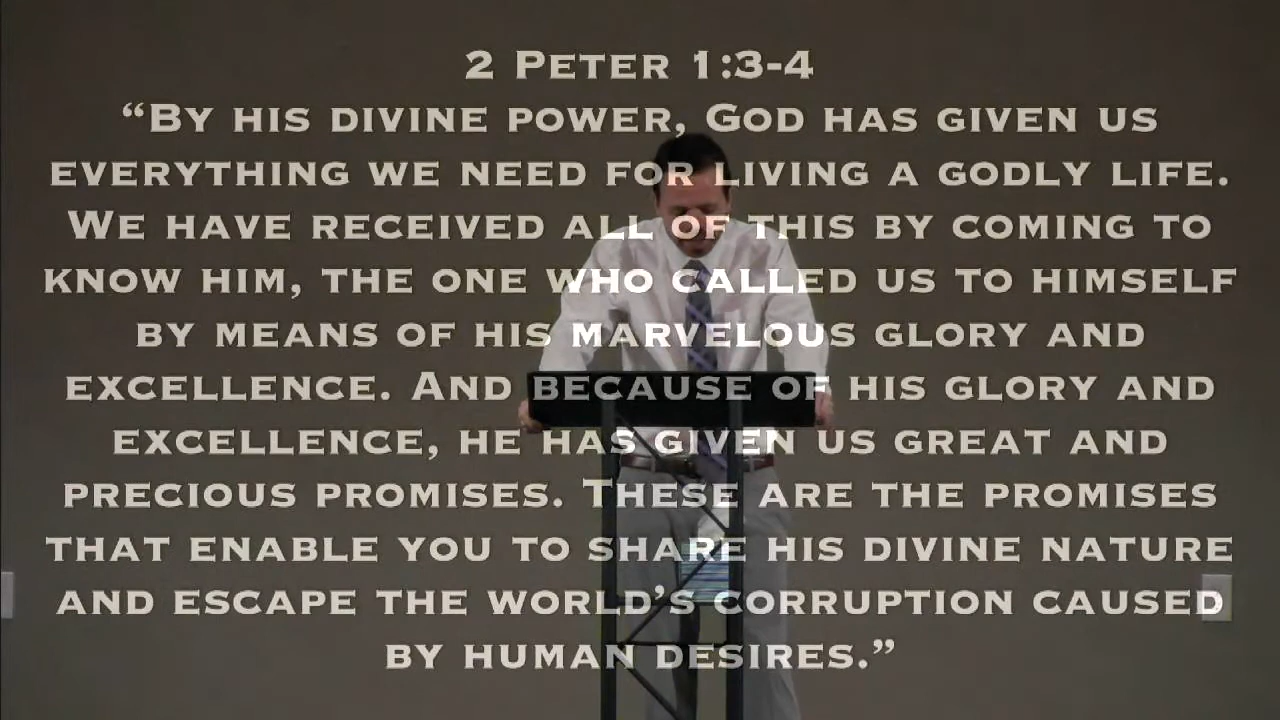 2 Peter 1:3-4
“By his divine power, God has given us
everything we need for living a godly life.
We have received all of this by coming to
know him, the one who called us to himself
by means of his marvelous glory and
excellence. And because of his glory and
excellence, he has given us great and
precious promises. These are the promises
that enable you to share his divine nature
and escape the world’s corruption caused
by human desires.”